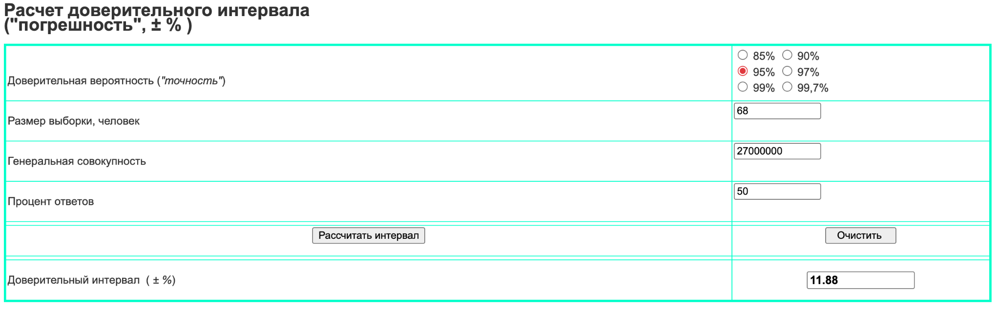 Расчет доверительного интервала
("погрешность", ± % )
85% 90%
95% 97%
Доверительная вероятность ("точность")
99% 99,7%
68
Размер выборки, человек
27000000
Генеральная совокупность
50
Процент ответов
Рассчитать интервал Очистить
Доверительный интервал ( ± %) 11.88